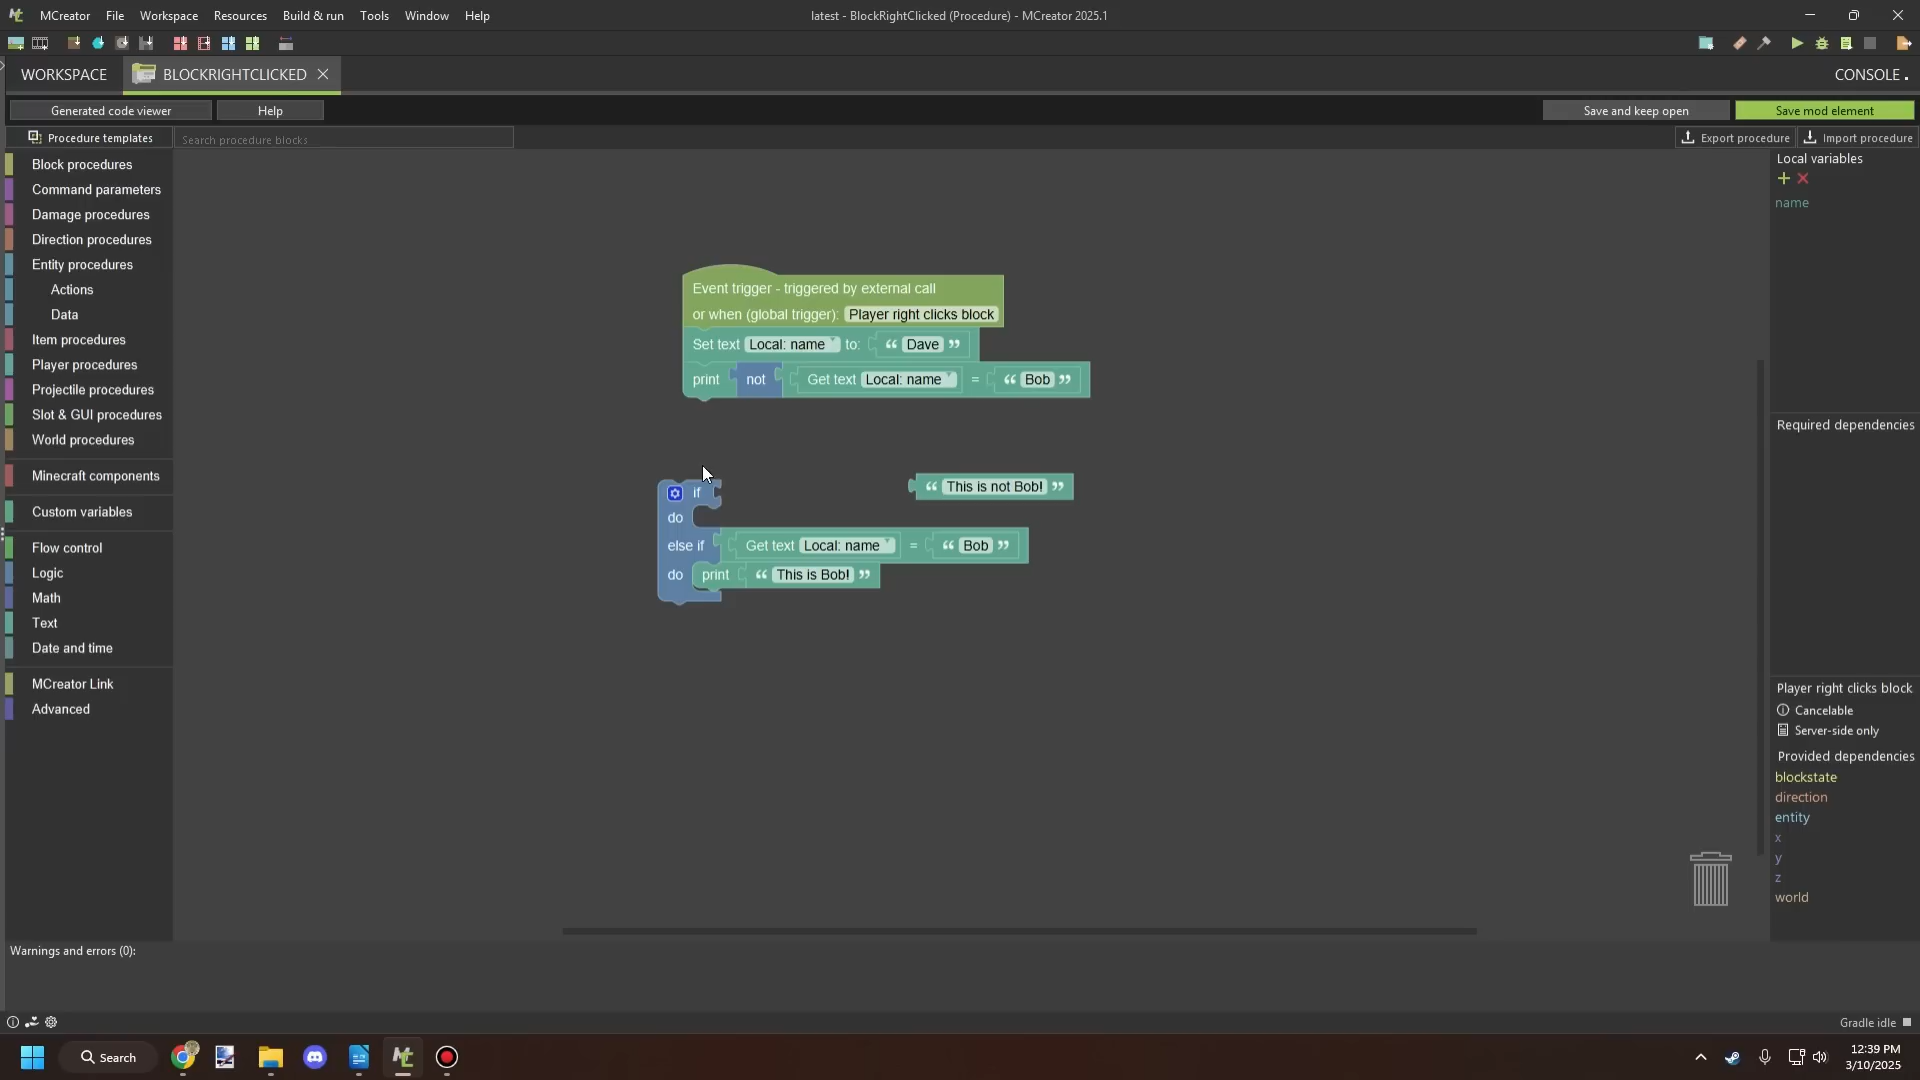 MCreator File Workspace Resources Build & run Tools Window Help
latest - BlockRightClicked (Procedure) - MCreator 2025.1
WORKSPACE
BLOCKRIGHTCLICKED
CONSOLE
Generated code viewer
Help
Save and keep open
Save mod element
Procedure templates
Search procedure blocks
Export procedure
Import procedure
Block procedures
Command parameters
Damage procedures
Direction procedures
Entity procedures
Actions
Data
Item procedures
Player procedures
Projectile procedures
Slot & GUI procedures
World procedures
Minecraft components
Custom variables
Flow control
Logic
Math
Text
Date and time
MCreator Link
Advanced
Event trigger - triggered by external call
or when (global trigger): Player right clicks block
Set text Local: name to: “ Dave ”
print not Get text Local: name = “ Bob ”
if
“ This is not Bob! ”
do
else if Get text Local: name = “ Bob ”
do print “ This is Bob! ”
Local variables
name
Required dependencies
Player right clicks block
Cancelable
Server-side only
Provided dependencies
blockstate
direction
entity
x
y
z
world
Warnings and errors (0):
Gradle idle
Search
12:39 PM
3/10/2025